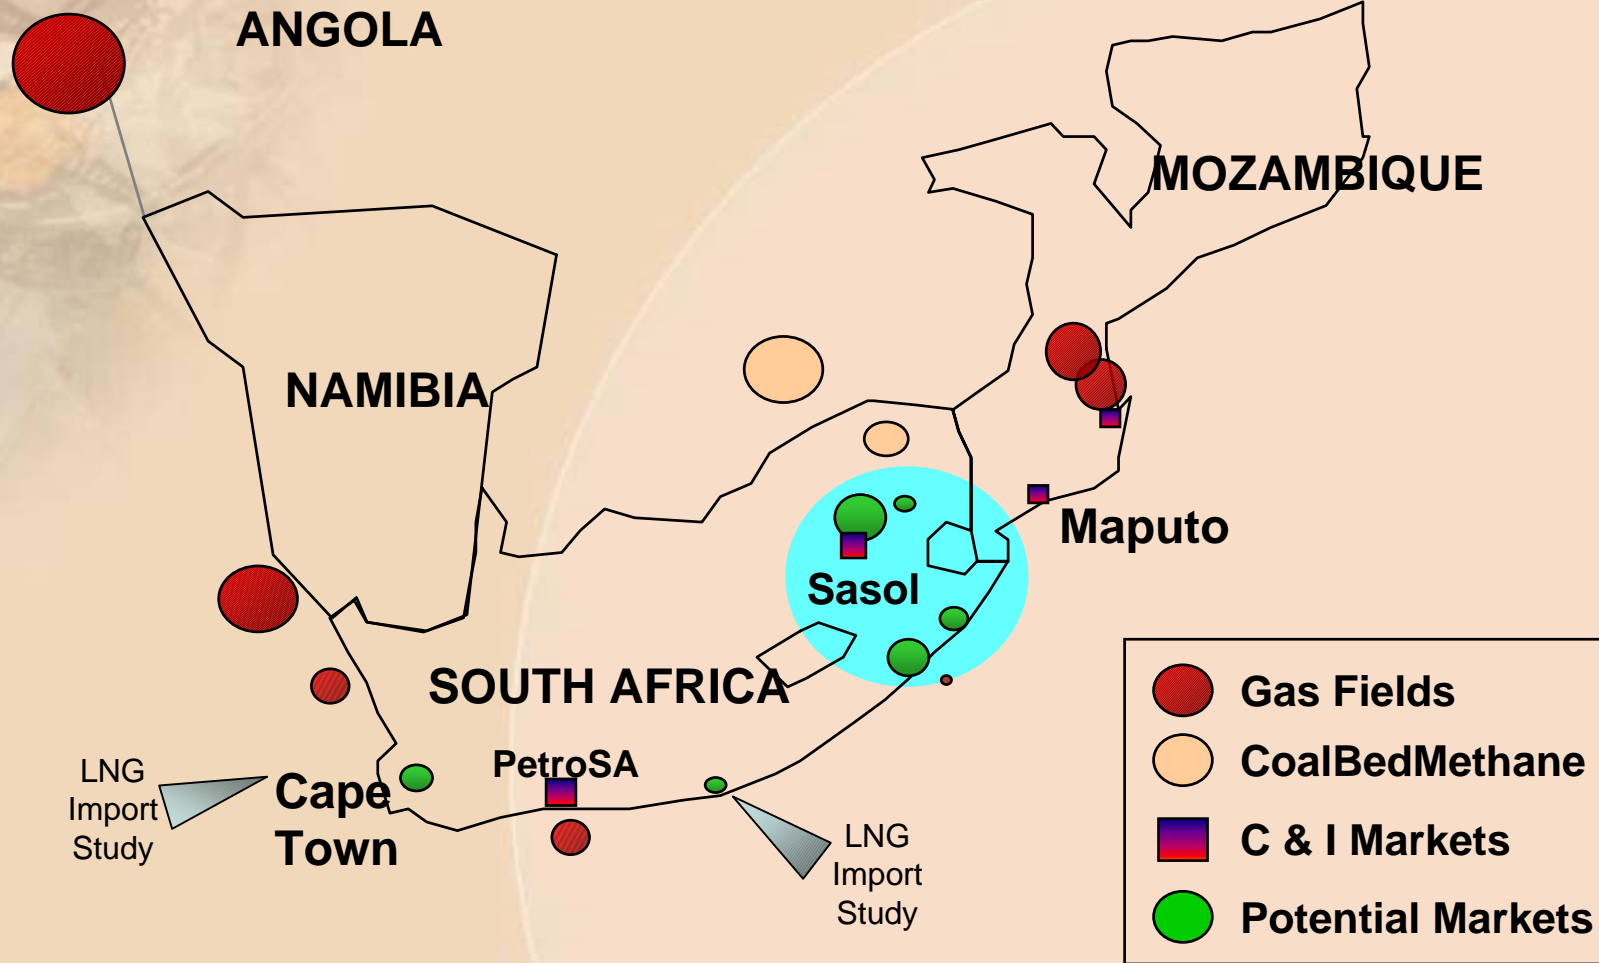 ANGOLA
MOZAMBIQUE
NAMIBIA
Maputo
Sasol
SOUTH AFRICA
PetroSA
LNG
Import
Study
Cape
Town
LNG
Import
Study
Gas Fields
CoalBedMethane
C & I Markets
Potential Markets